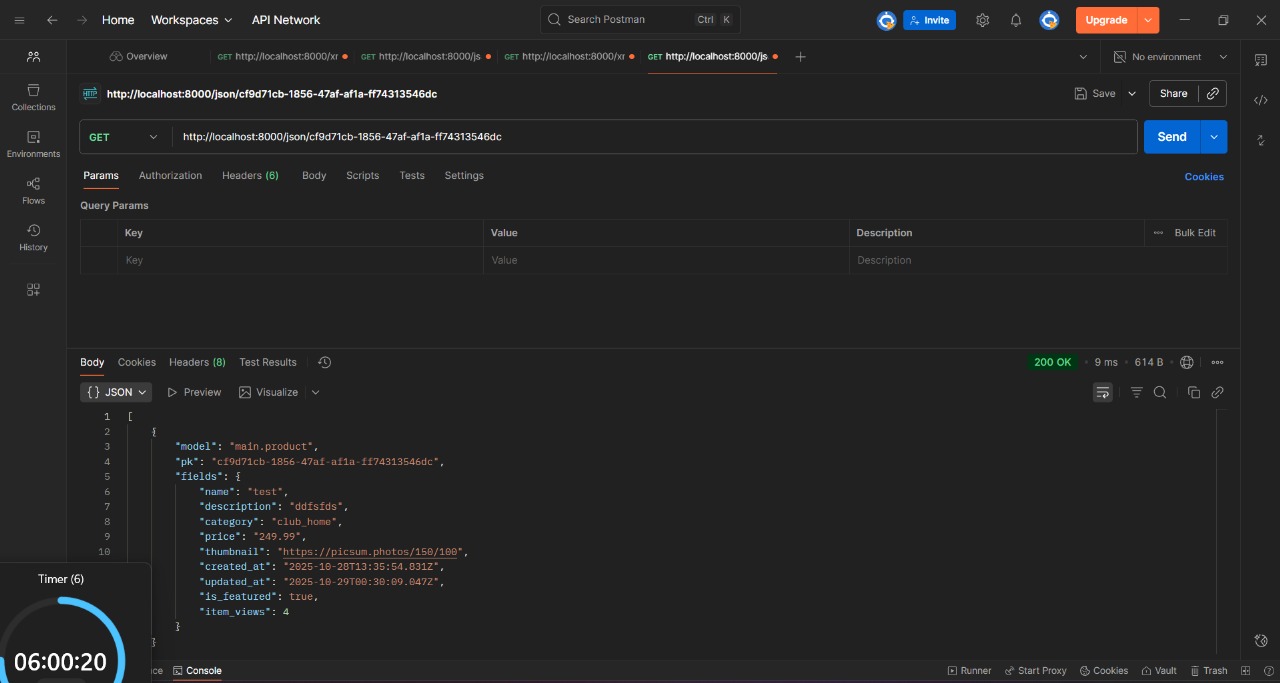 Home Workspaces API Network Search Postman Ctrl K Invite Upgrade
Overview GET http://localhost:8000/xr GET http://localhost:8000/js GET http://localhost:8000/xr GET http://localhost:8000/js No environment
HTTP http://localhost:8000/json/cf9d71cb-1856-47af-af1a-ff74313546dc Save Share
Collections
Environments
Flows
History
GET http://localhost:8000/json/cf9d71cb-1856-47af-af1a-ff74313546dc Send
Params Authorization Headers (6) Body Scripts Tests Settings Cookies
Query Params
Key Value Description Bulk Edit
Key Value Description
Body Cookies Headers (8) Test Results 200 OK 9 ms 614 B
{} JSON Preview Visualize
1 [
2 {
3 "model": "main.product",
4 "pk": "cf9d71cb-1856-47af-af1a-ff74313546dc",
5 "fields": {
6 "name": "test",
7 "description": "ddfsfds",
8 "category": "club_home",
9 "price": "249.99",
10 "thumbnail": "https://picsum.photos/150/100",
"created_at": "2025-10-28T13:35:54.831Z",
"updated_at": "2025-10-29T00:30:09.047Z",
"is_featured": true,
"item_views": 4
}
}
Timer (6)
06:00:20
Console Runner Start Proxy Cookies Vault Trash